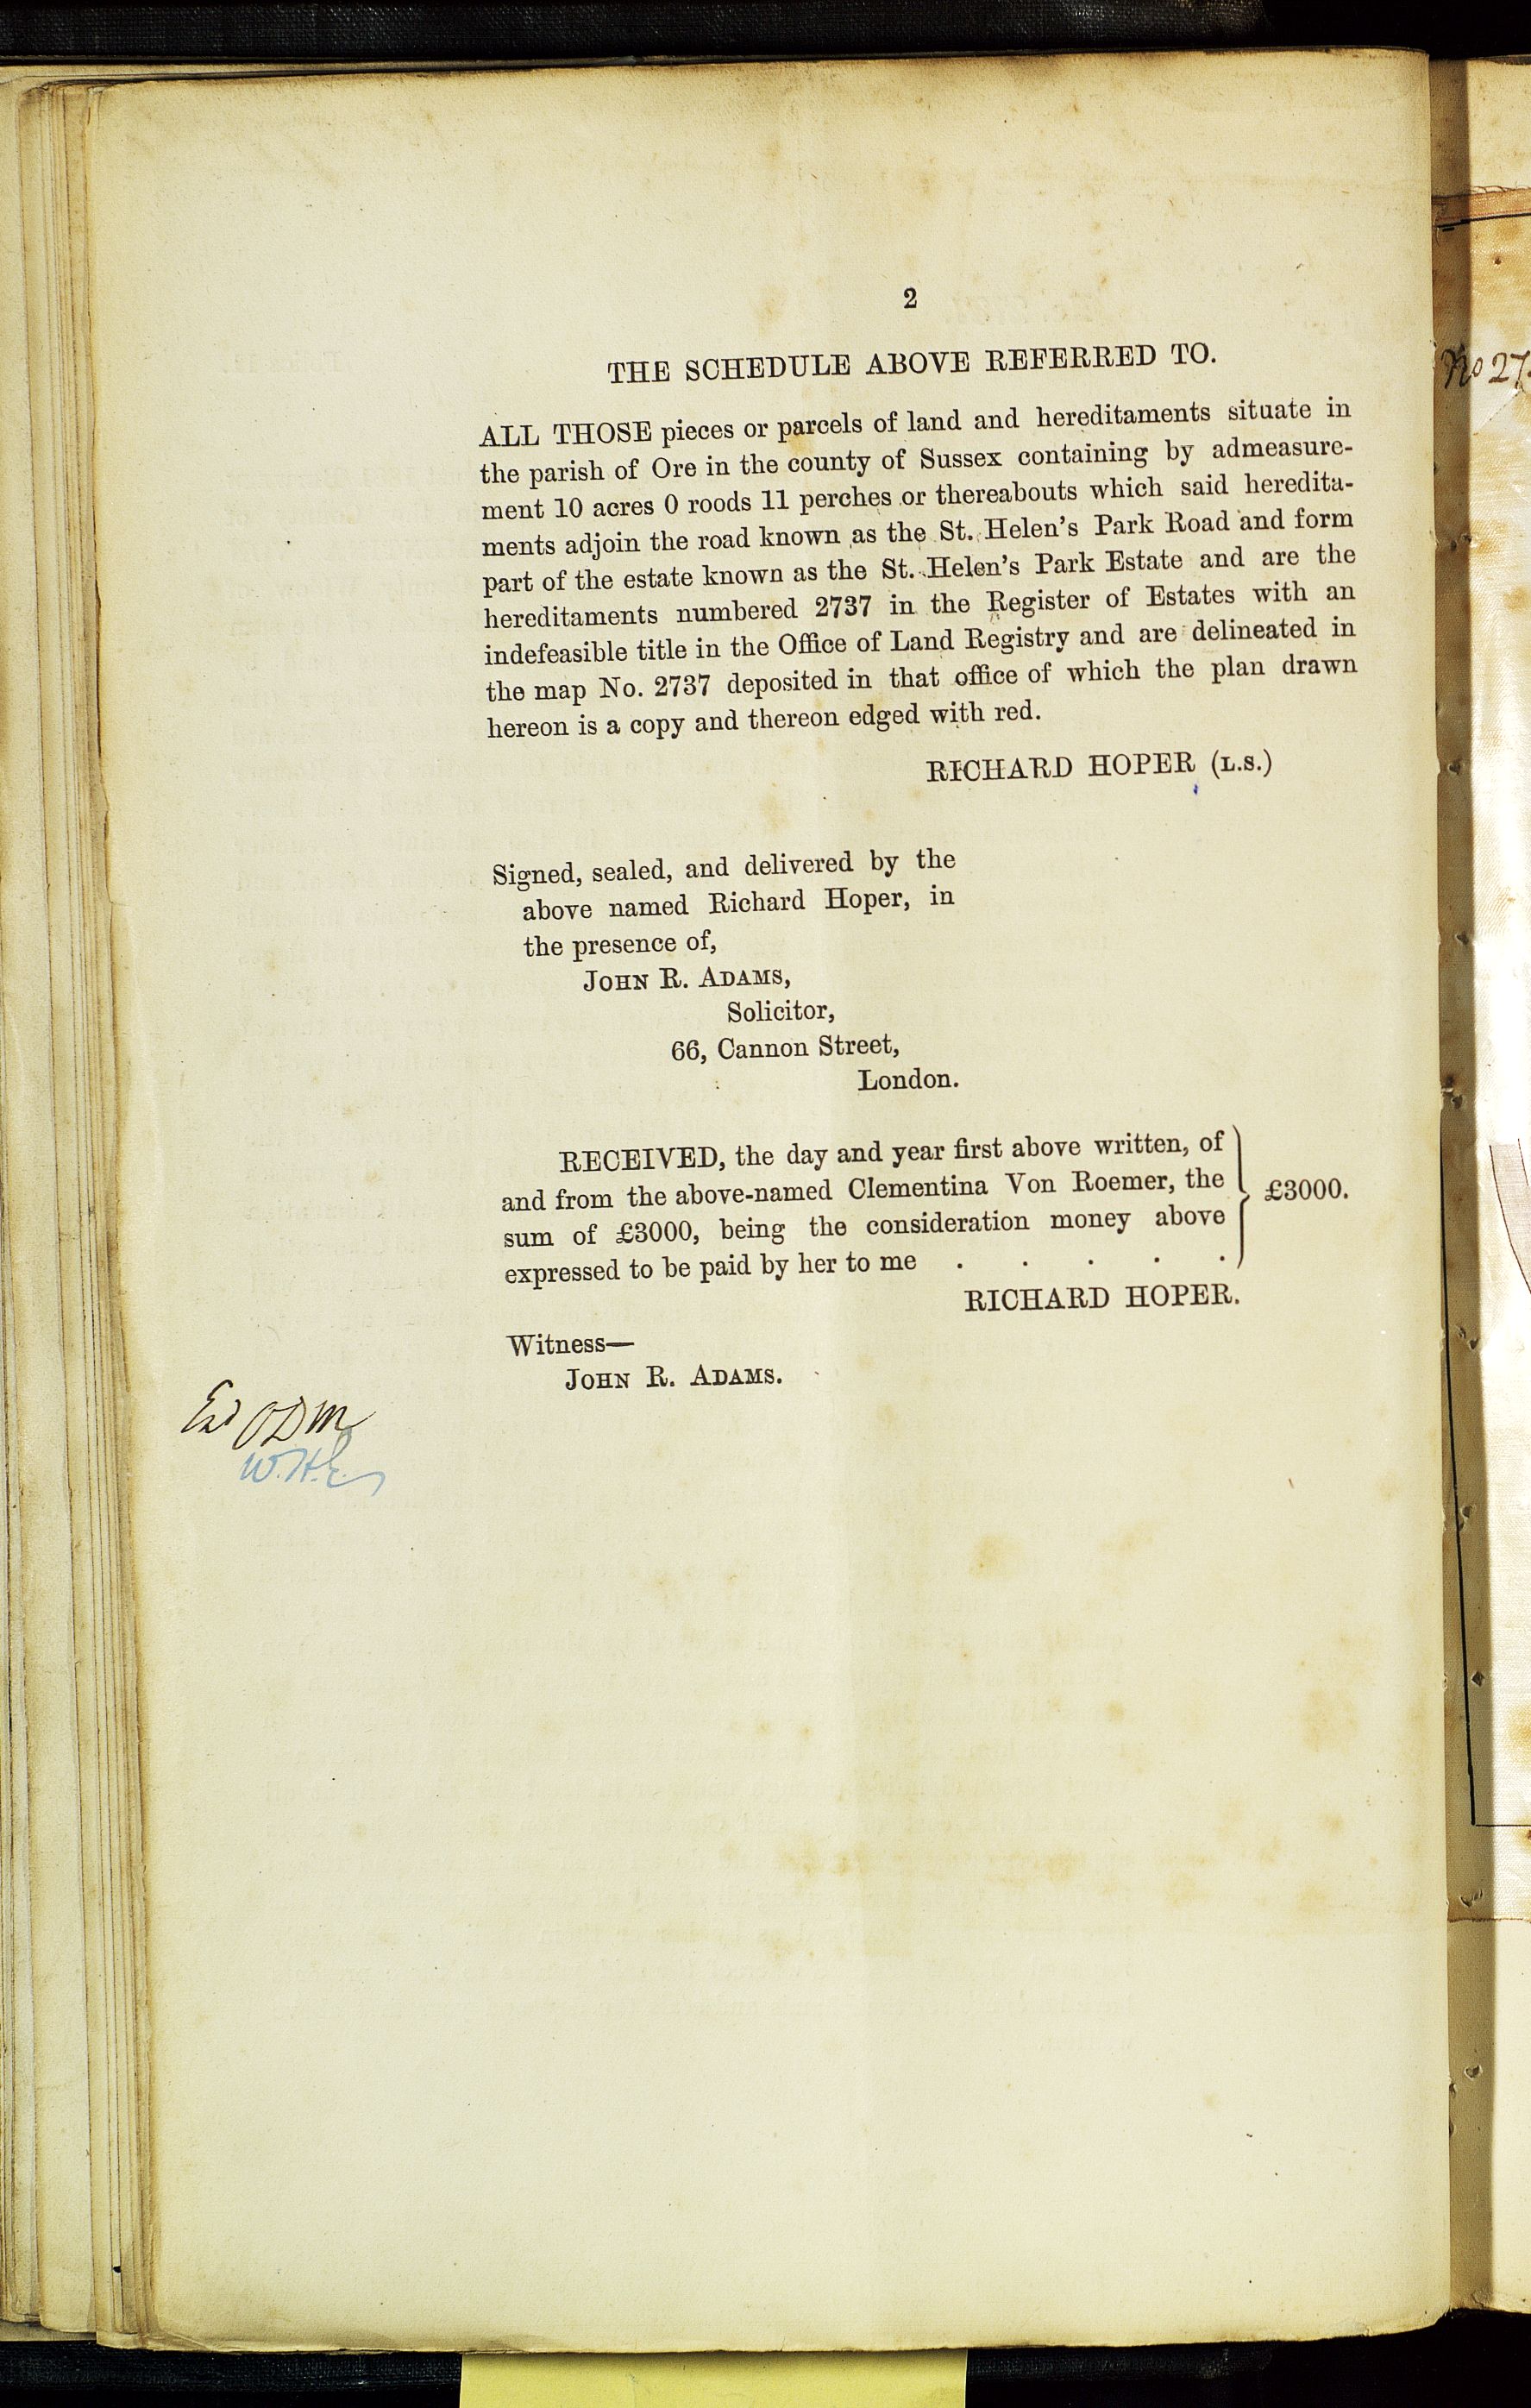 2
THE SCHEDULE ABOVE REFERRED TO.
ALL THOSE pieces or parcels of land and hereditaments situate in
the parish of Ore in the county of Sussex containing by admeasure-
ment 10 acres 0 roods 11 perches or thereabouts which said heredita-
ments adjoin the road known as the St. Helen's Park Road and form
part of the estate known as the St. Helen's Park Estate and are the
hereditaments numbered 2737 in the Register of Estates with an
indefeasible title in the Office of Land Registry and are delineated in
the map No. 2737 deposited in that office of which the plan drawn
hereon is a copy and thereon edged with red.
RICHARD HOPER (L.S.)
Signed, sealed, and delivered by the
above named Richard Hoper, in
the presence of,
JOHN R. ADAMS,
Solicitor,
66, Cannon Street,
London.
RECEIVED, the day and year first above written, of
and from the above-named Clementina Von Roemer, the
sum of £3000, being the consideration money above
expressed to be paid by her to me . . . . .
£3000.
RICHARD HOPER.
Witness—
JOHN R. ADAMS.
No 27